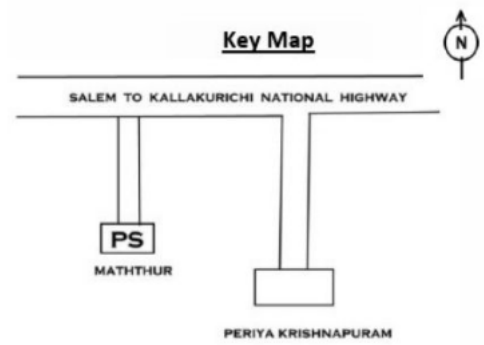 Key Map
N
SALEM TO KALLAKURICHI NATIONAL HIGHWAY
PS
MATHTHUR
PERIYA KRISHNAPURAM